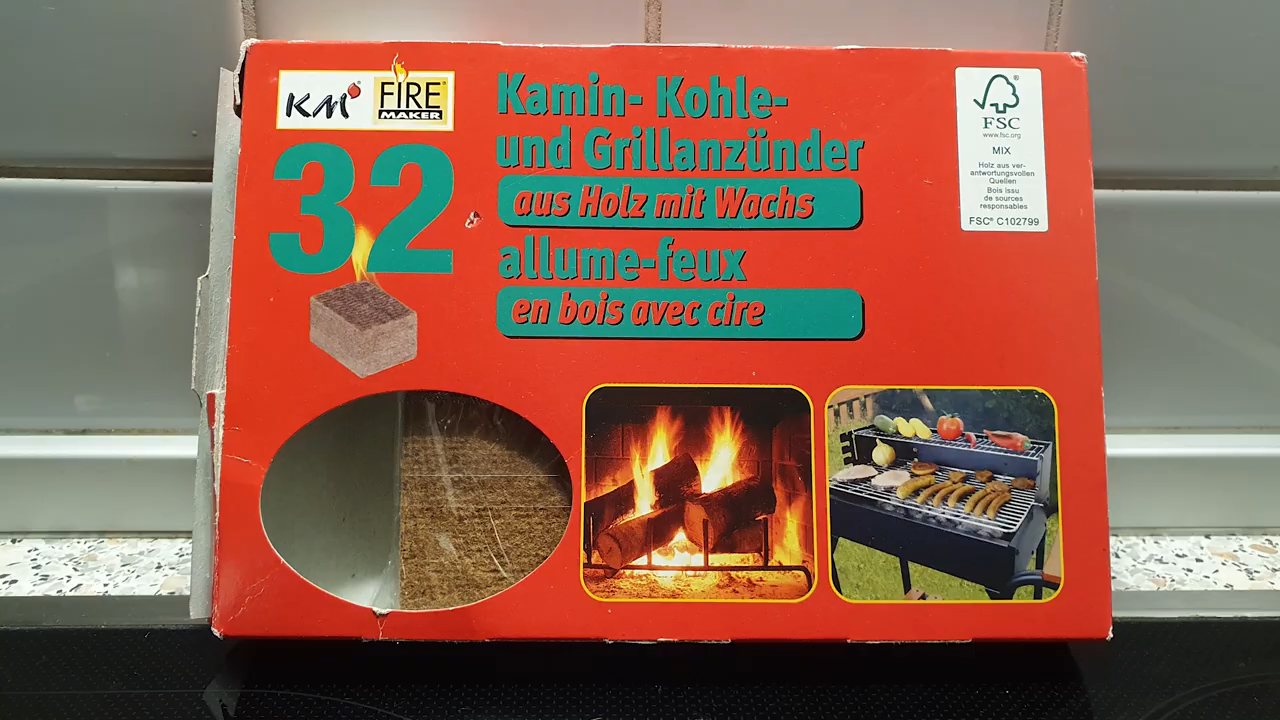 KM
FIRE
MAKER
32
Kamin- Kohle-
und Grillanzünder
aus Holz mit Wachs
allume-feux
en bois avec cire
®
FSC
www.fsc.org
MIX
Holz aus ver-
antwortungsvollen
Quellen
Bois issu
de sources
responsables
FSC® C102799